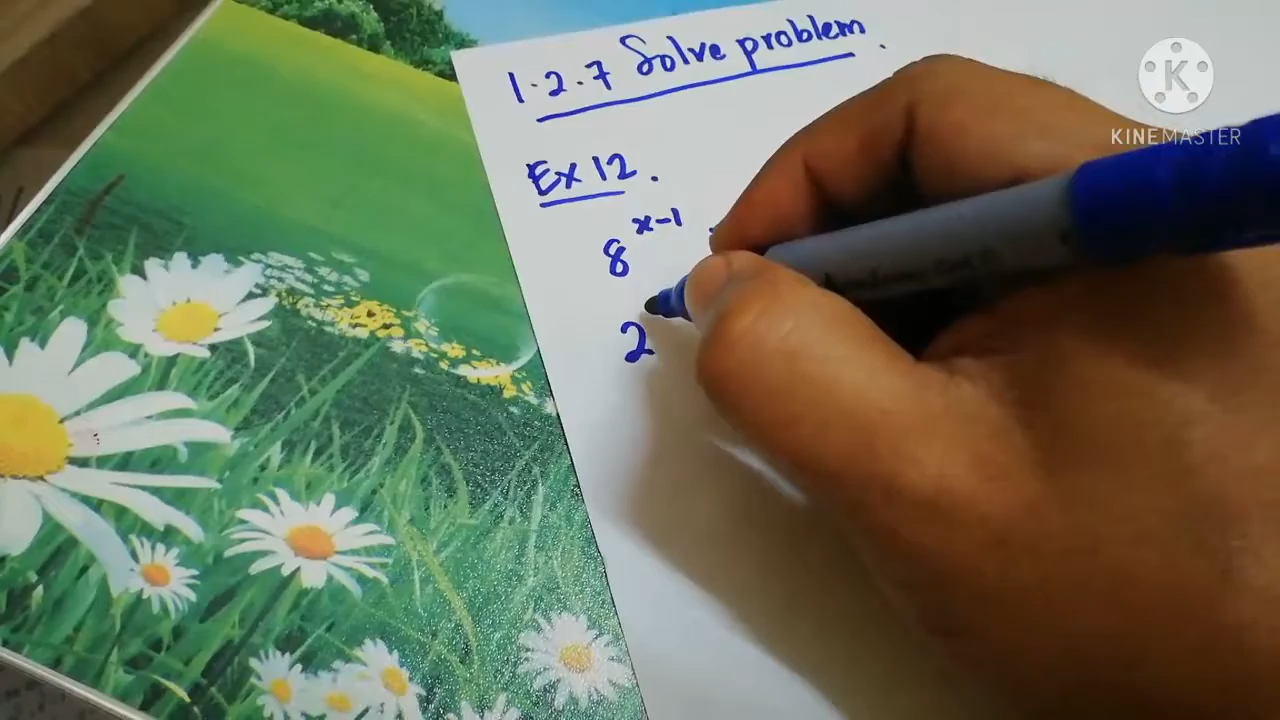 1.2.7 Solve problem.
Ex 12.
8^{x-1}
2
K
KINEMASTER